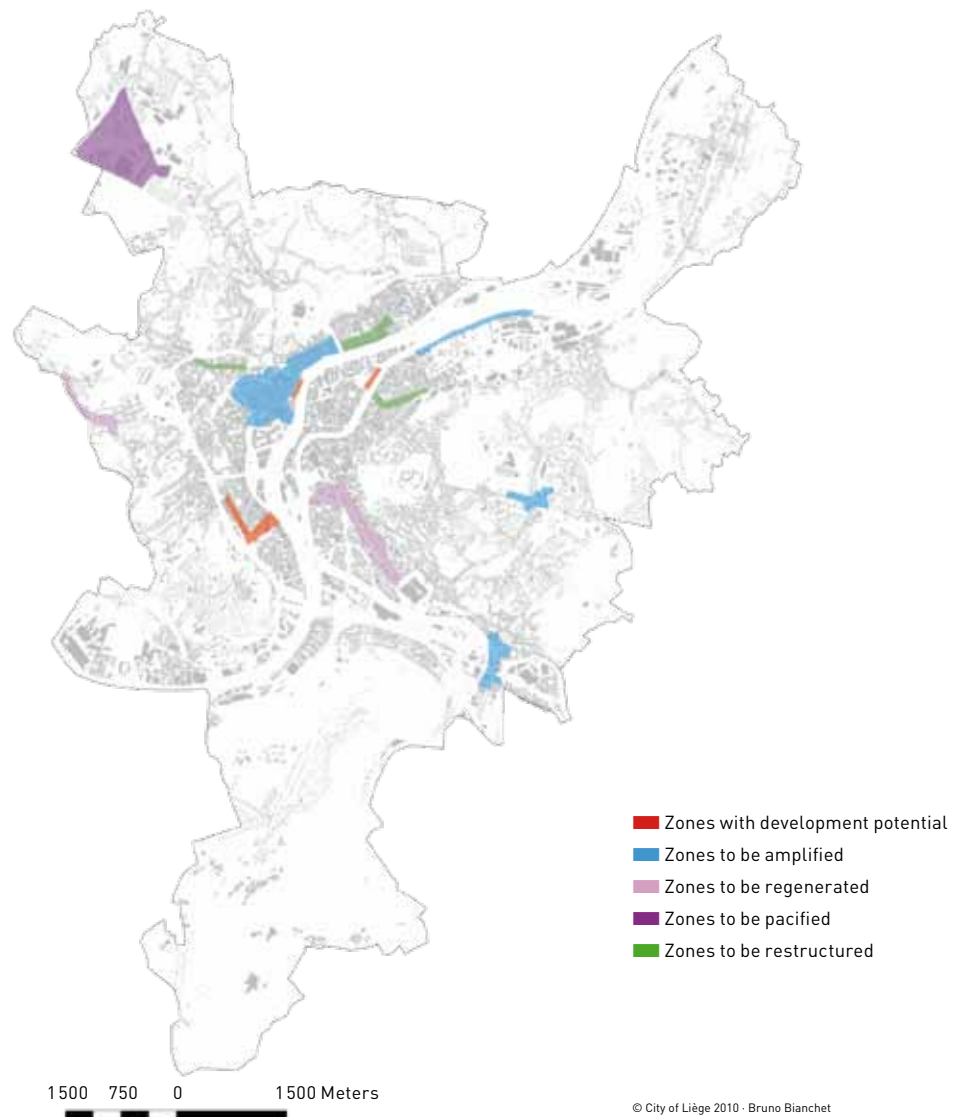 Zones with development potential
Zones to be amplified
Zones to be regenerated
Zones to be pacified
Zones to be restructured
1500 750 0 1500 Meters
© City of Liège 2010 · Bruno Bianchet